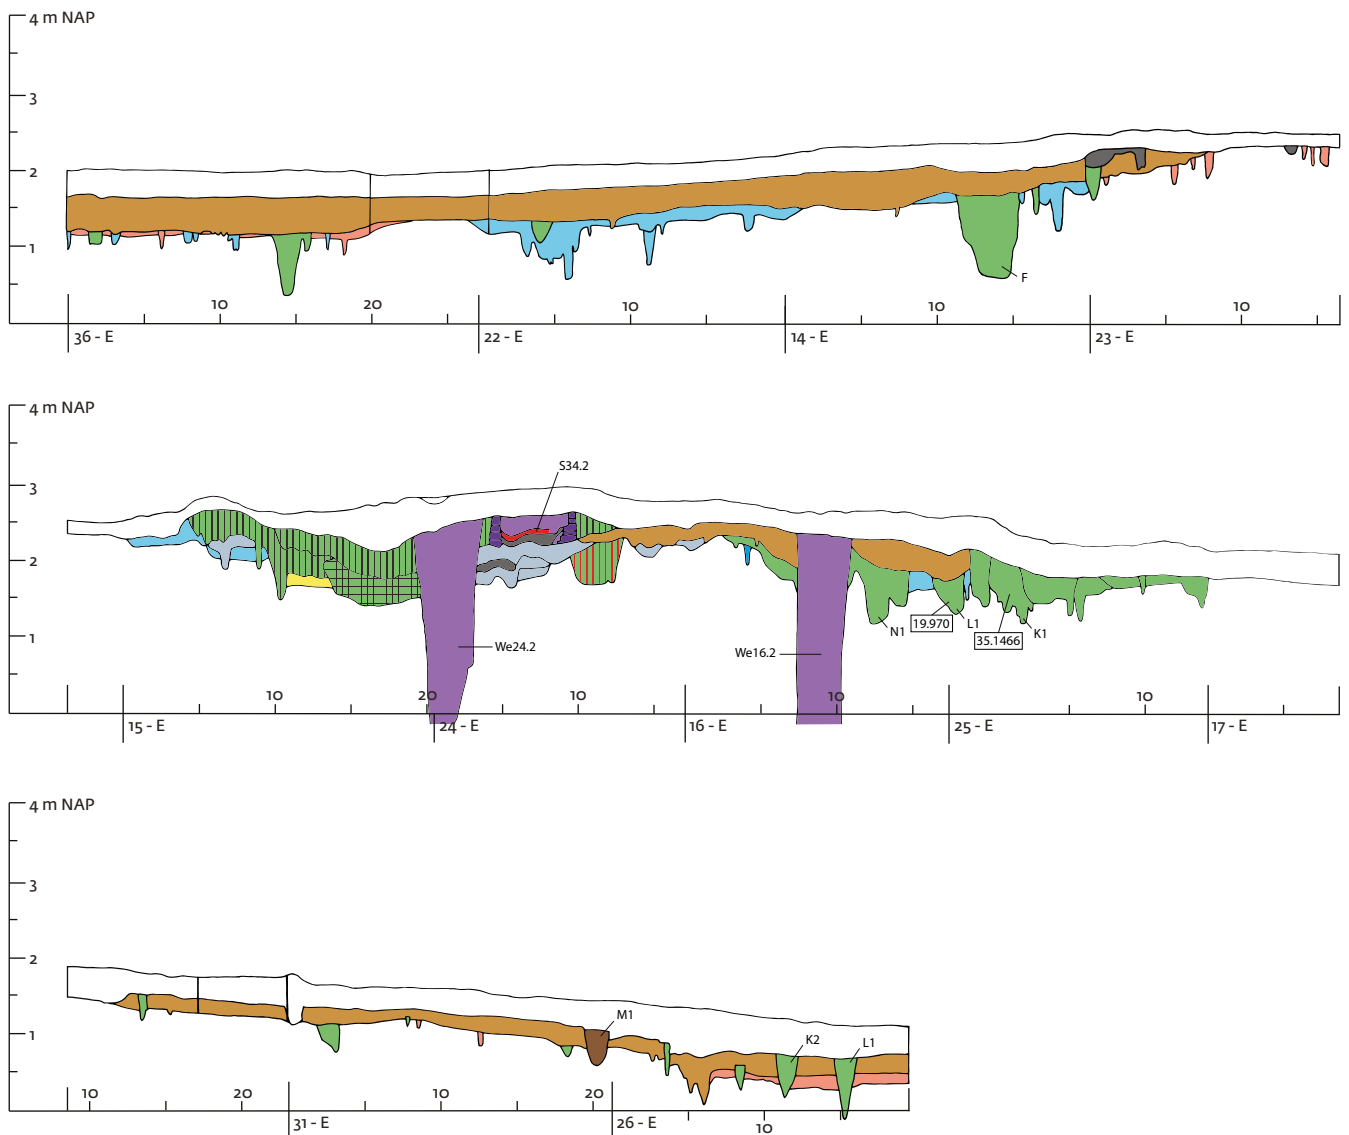 4 m NAP
3
2
1
F
10 20 10 10 10
36 - E 22 - E 14 - E 23 - E
4 m NAP
S34.2
3
2
1
N1 19.970 L1 35.1466 K1
We24.2 We16.2
10 20 10 10 10
15 - E 24 - E 16 - E 25 - E 17 - E
4 m NAP
3
2
M1
1
K2 L1
10 20 10 20
31 - E 26 - E 10